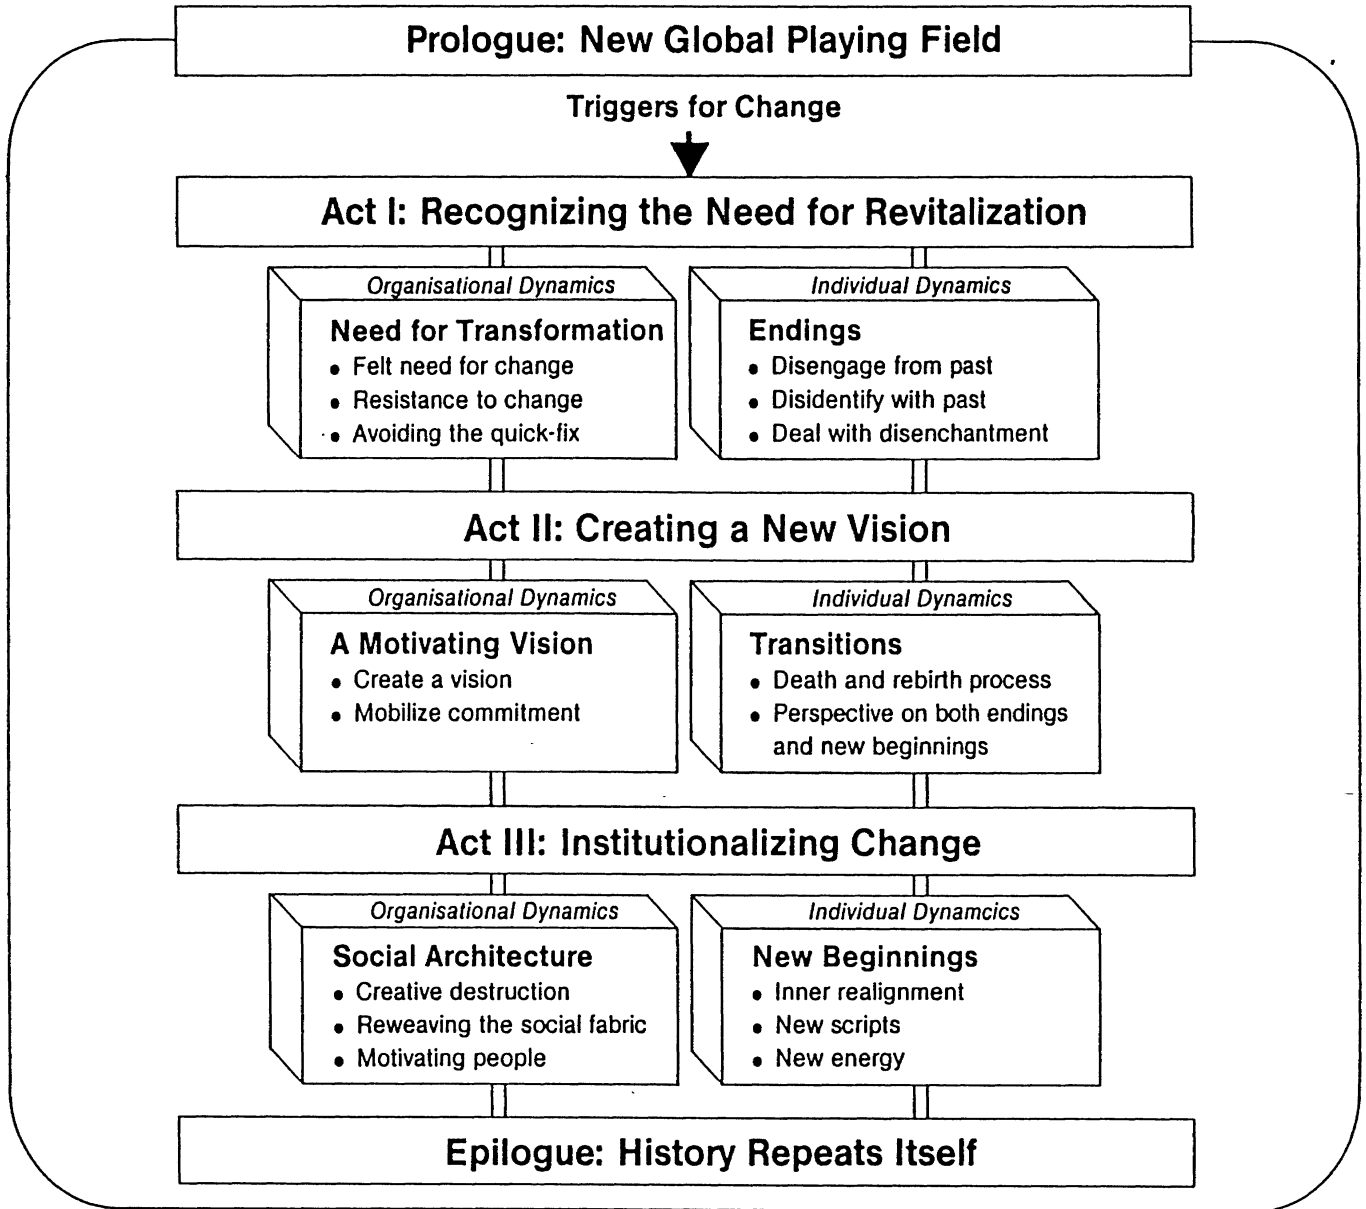 Prologue: New Global Playing Field
Triggers for Change
Act I: Recognizing the Need for Revitalization
Organisational Dynamics
Need for Transformation
• Felt need for change
• Resistance to change
• Avoiding the quick-fix
Individual Dynamics
Endings
• Disengage from past
• Disidentify with past
• Deal with disenchantment
Act II: Creating a New Vision
Organisational Dynamics
A Motivating Vision
• Create a vision
• Mobilize commitment
Individual Dynamics
Transitions
• Death and rebirth process
• Perspective on both endings
and new beginnings
Act III: Institutionalizing Change
Organisational Dynamics
Social Architecture
• Creative destruction
• Reweaving the social fabric
• Motivating people
Individual Dynamcics
New Beginnings
• Inner realignment
• New scripts
• New energy
Epilogue: History Repeats Itself